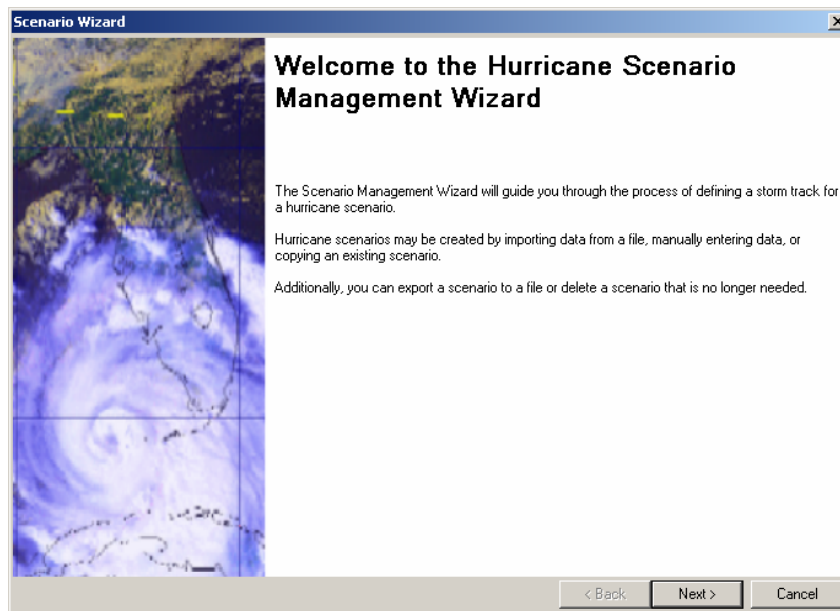 Scenario Wizard
Welcome to the Hurricane Scenario
Management Wizard
The Scenario Management Wizard will guide you through the process of defining a storm track for
a hurricane scenario.
Hurricane scenarios may be created by importing data from a file, manually entering data, or
copying an existing scenario.
Additionally, you can export a scenario to a file or delete a scenario that is no longer needed.
< Back
Next >
Cancel